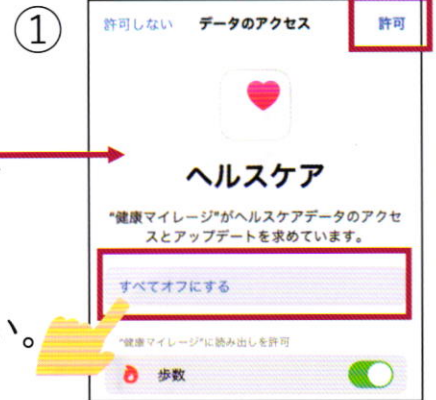 ①
許可しない データのアクセス 許可
ヘルスケア
"健康マイレージ"がヘルスケアデータのアクセ
スとアップデートを求めています。
すべてオフにする
い。
"健康マイレージ"に読み出しを許可
歩数